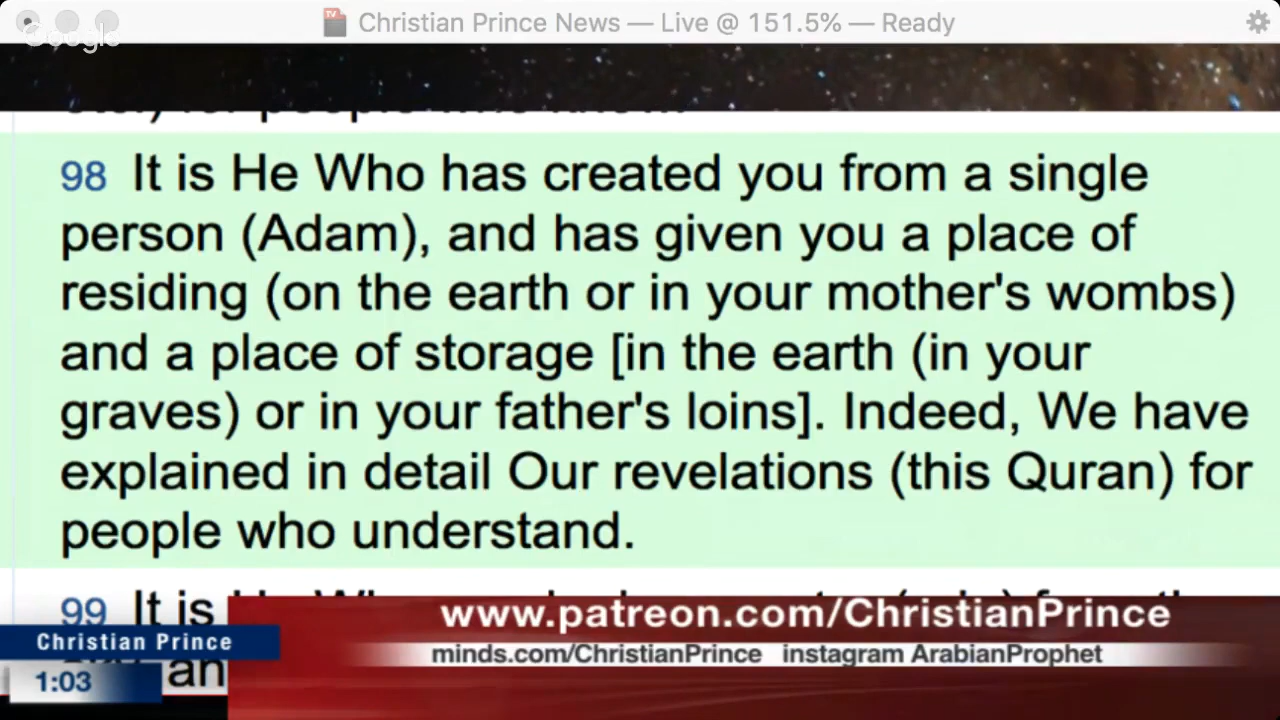 Christian Prince News — Live @ 151.5% — Ready
Google
98 It is He Who has created you from a single
person (Adam), and has given you a place of
residing (on the earth or in your mother's wombs)
and a place of storage [in the earth (in your
graves) or in your father's loins]. Indeed, We have
explained in detail Our revelations (this Quran) for
people who understand.
99 It is
www.patreon.com/ChristianPrince
Christian Prince
minds.com/ChristianPrince instagram ArabianProphet
1:03